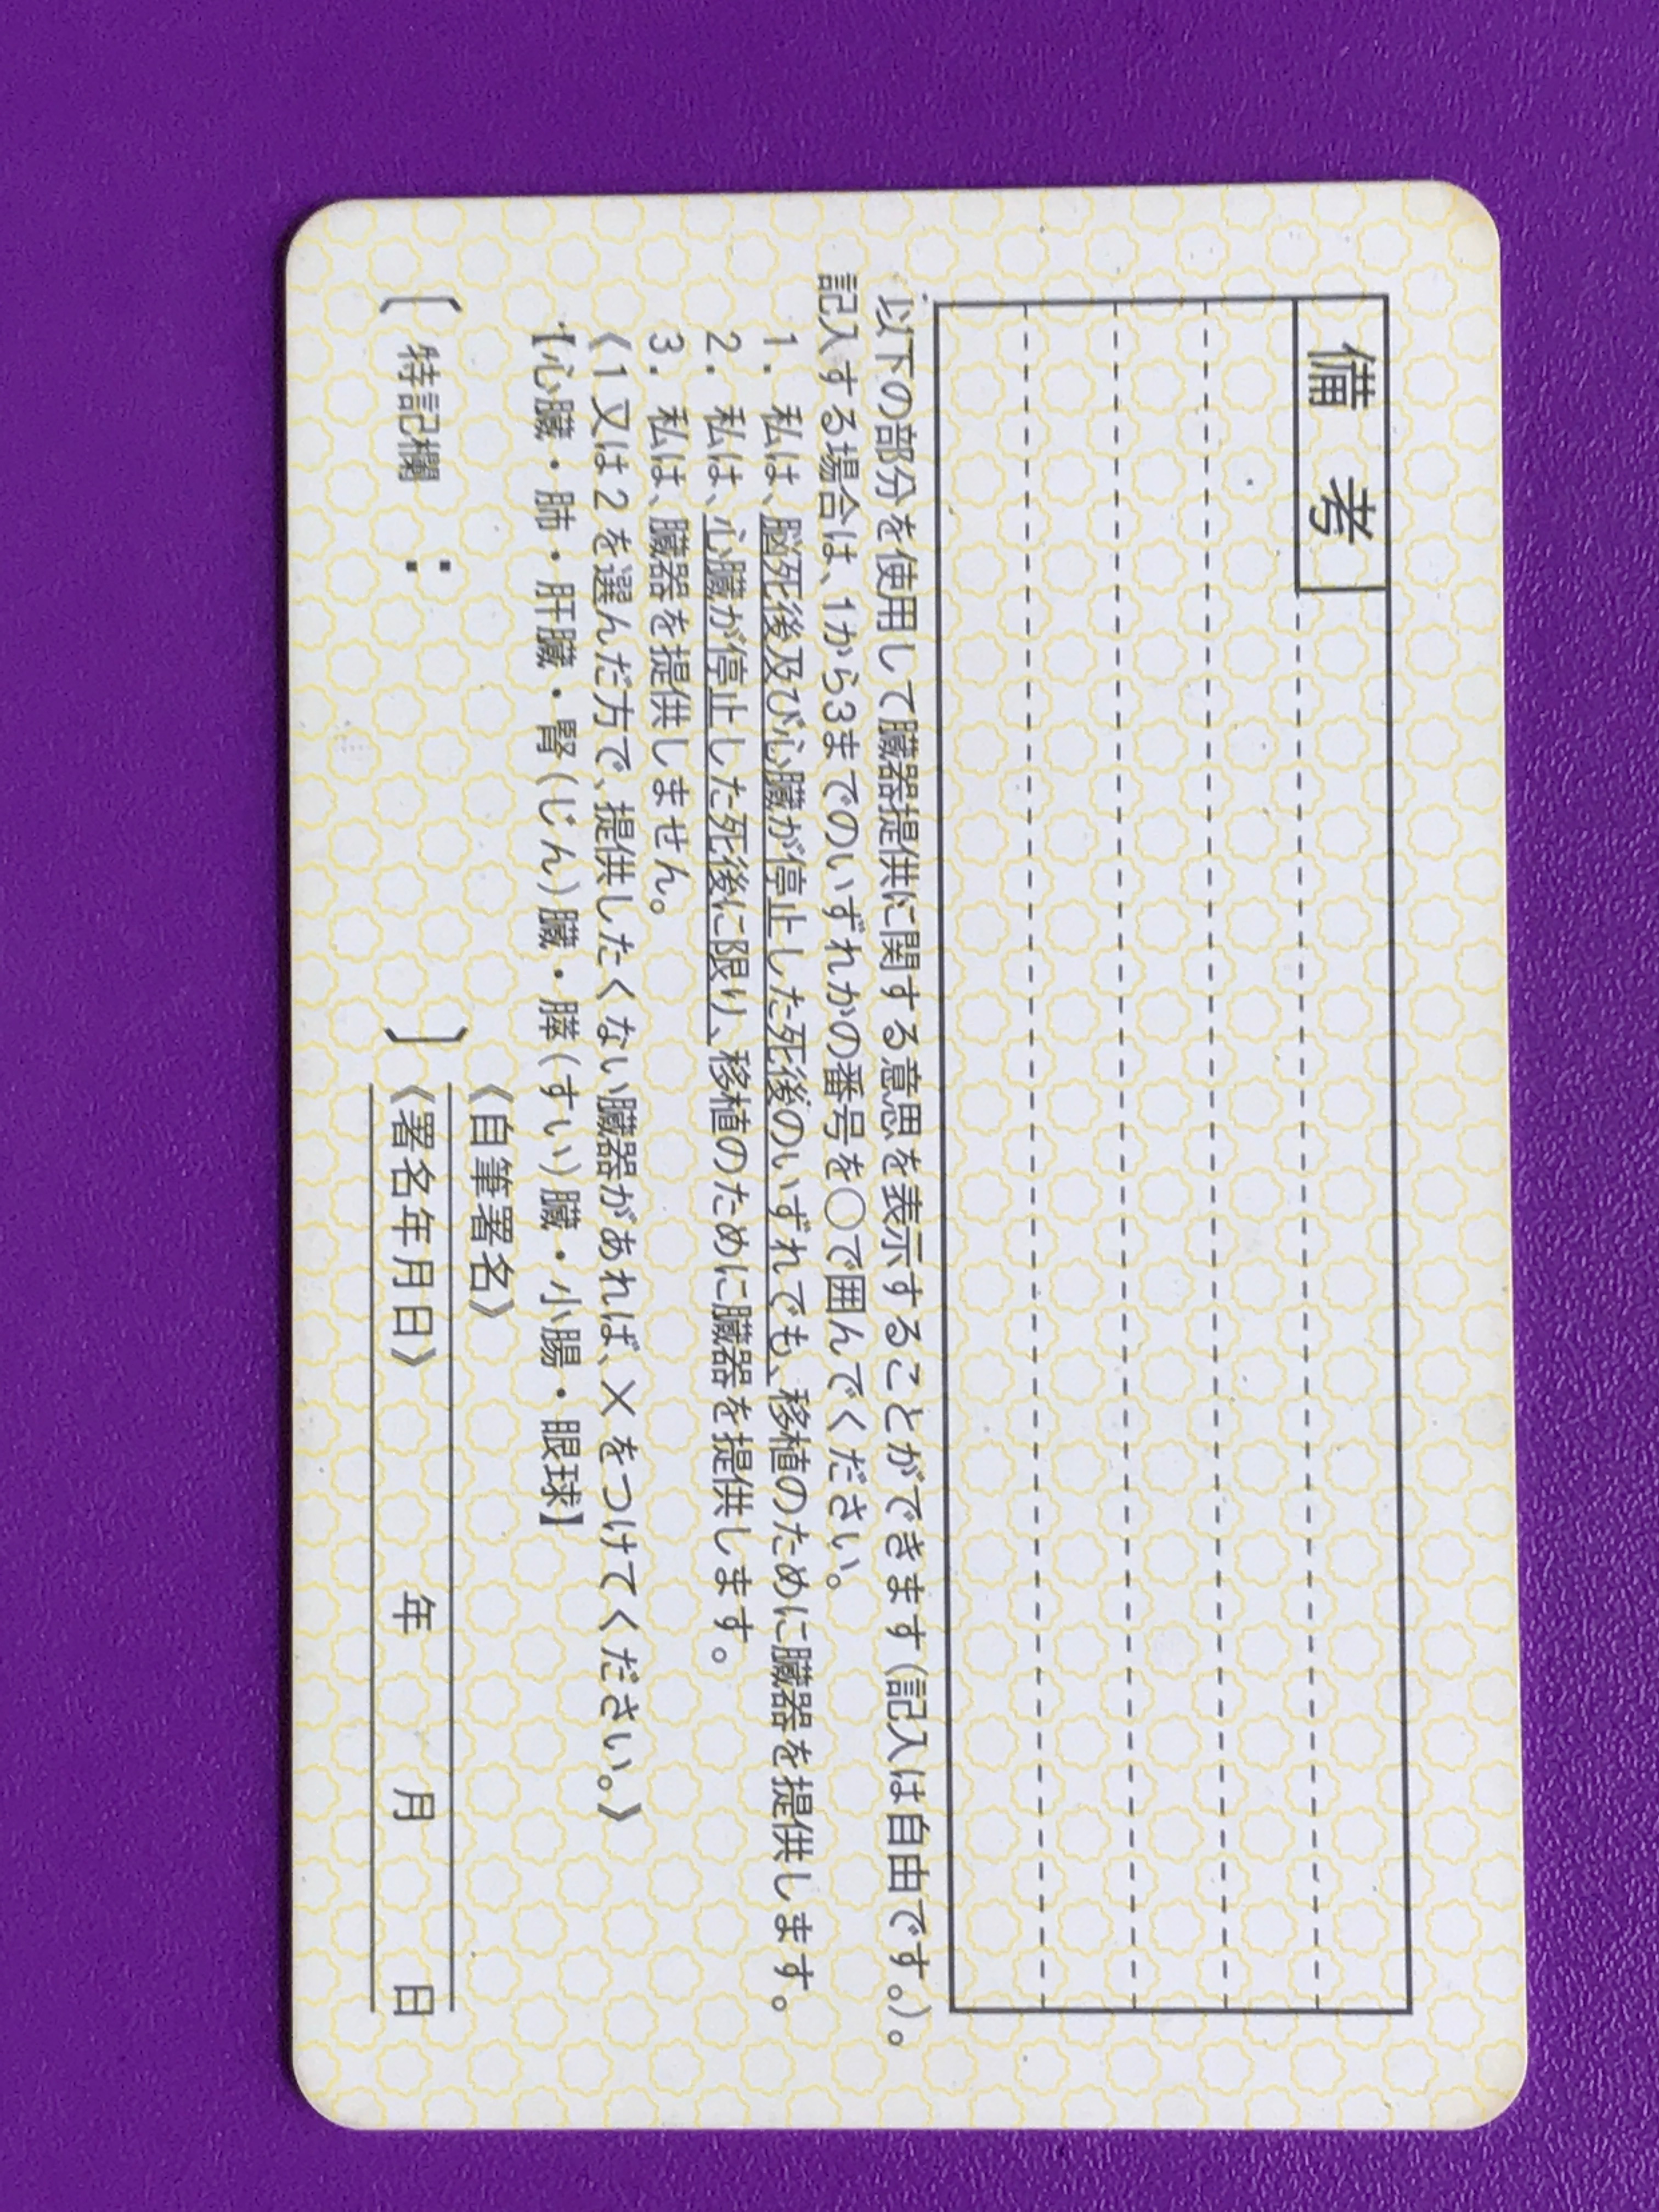 備考
以下の部分を使用して臓器提供に関する意思を表示することができます(記入は自由です。)。
記入する場合は、1から3までのいずれかの番号を○で囲んでください。
1. 私は、脳死後及び心臓が停止した死後のいずれでも、移植のために臓器を提供します。
2. 私は、心臓が停止した死後に限り、移植のために臓器を提供します。
3. 私は、臓器を提供しません。
《1又は2を選んだ方で、提供したくない臓器があれば、×をつけてください。》
【心臓・肺・肝臓・腎(じん)臓・膵(すい)臓・小腸・眼球】
《自筆署名》
〔特記欄: 〕
《署名年月日》 年 月 日